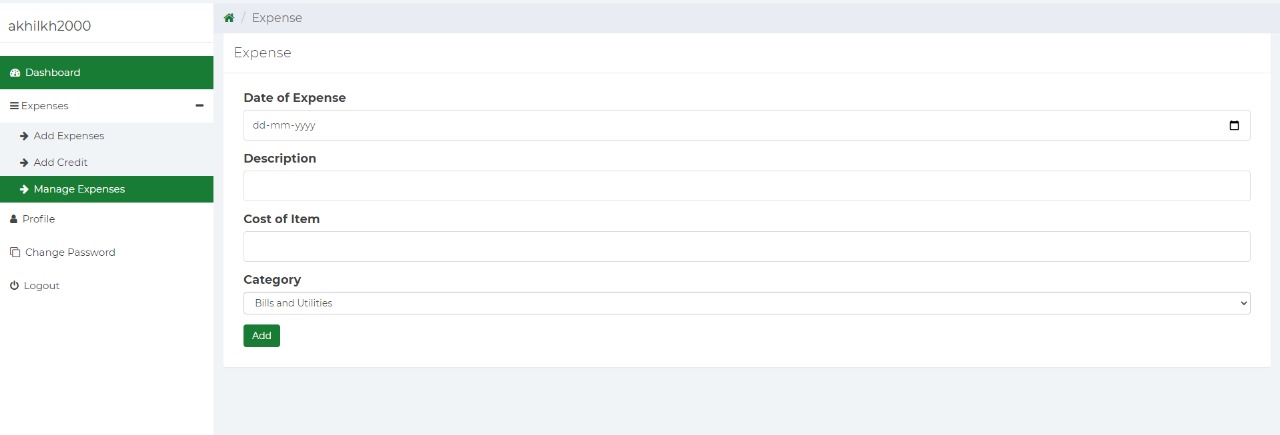 akhilkh2000
Dashboard
Expenses
Add Expenses
Add Credit
Manage Expenses
Profile
Change Password
Logout
/ Expense
Expense
Date of Expense
dd-mm-yyyy
Description
Cost of Item
Category
Bills and Utilities
Add